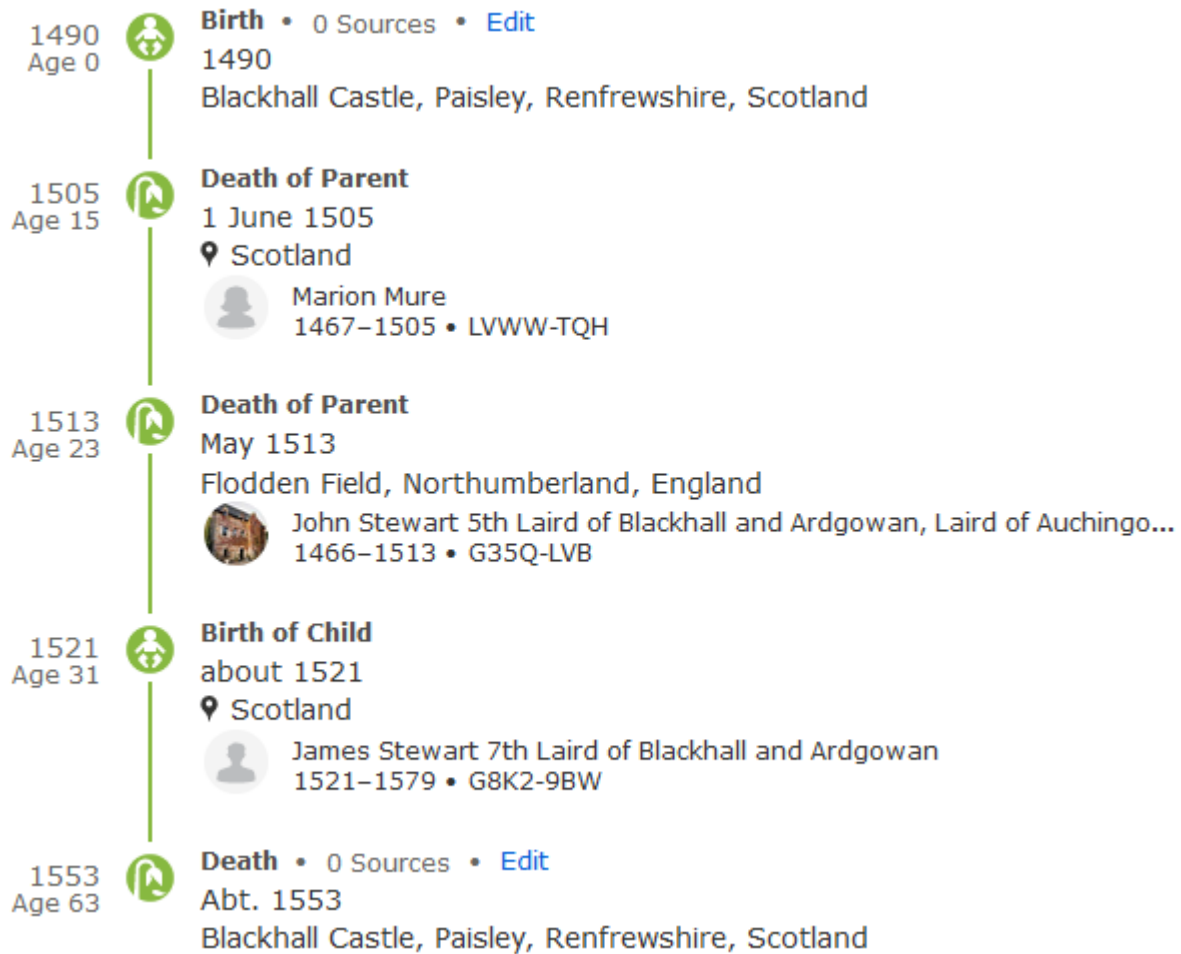 1490
Age 0
Birth • 0 Sources • Edit
1490
Blackhall Castle, Paisley, Renfrewshire, Scotland
1505
Age 15
Death of Parent
1 June 1505
Scotland
Marion Mure
1467–1505 • LVWW-TQH
1513
Age 23
Death of Parent
May 1513
Flodden Field, Northumberland, England
John Stewart 5th Laird of Blackhall and Ardgowan, Laird of Auchingo...
1466–1513 • G35Q-LVB
1521
Age 31
Birth of Child
about 1521
Scotland
James Stewart 7th Laird of Blackhall and Ardgowan
1521–1579 • G8K2-9BW
1553
Age 63
Death • 0 Sources • Edit
Abt. 1553
Blackhall Castle, Paisley, Renfrewshire, Scotland